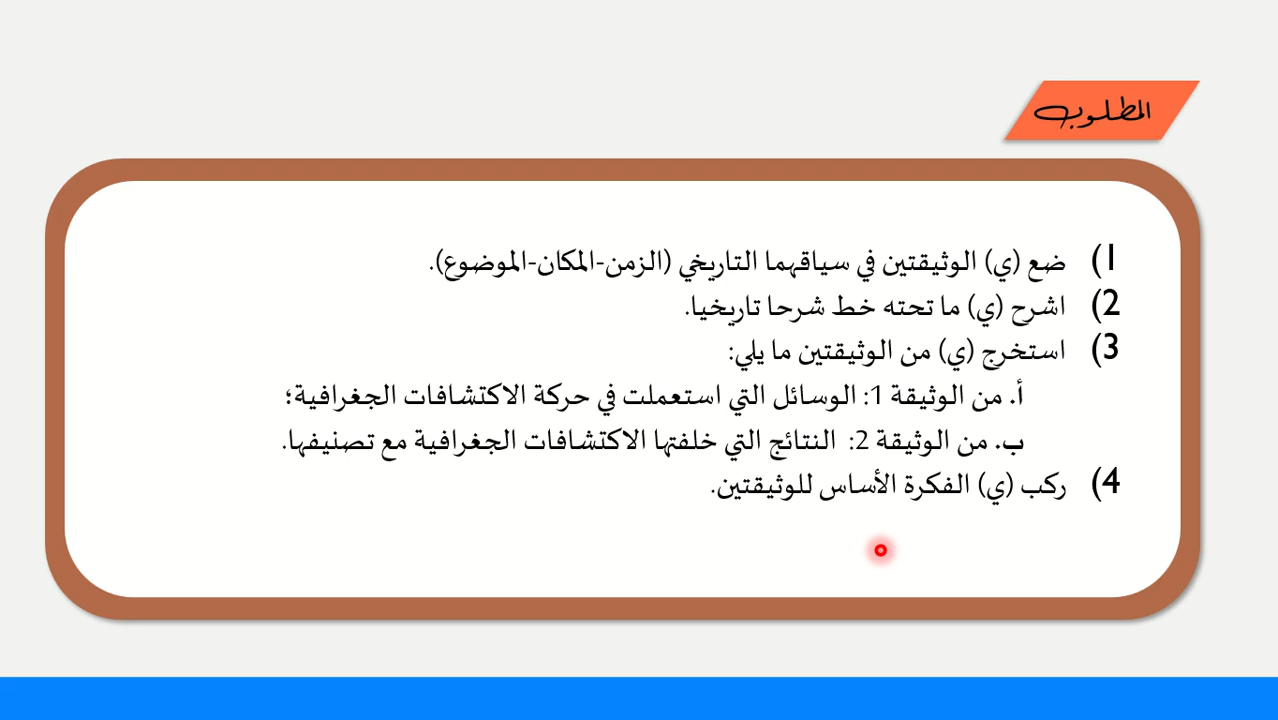 المطلوب
1) ضع (ي) الوثيقتين في سياقهما التاريخي (الزمن-المكان-الموضوع).
2) اشرح (ي) ما تحته خط شرحا تاريخيا.
3) استخرج (ي) من الوثيقتين ما يلي:
أ. من الوثيقة 1: الوسائل التي استعملت في حركة الاكتشافات الجغرافية؛
ب. من الوثيقة 2: النتائج التي خلفتها الاكتشافات الجغرافية مع تصنيفها.
4) ركب (ي) الفكرة الأساس للوثيقتين.